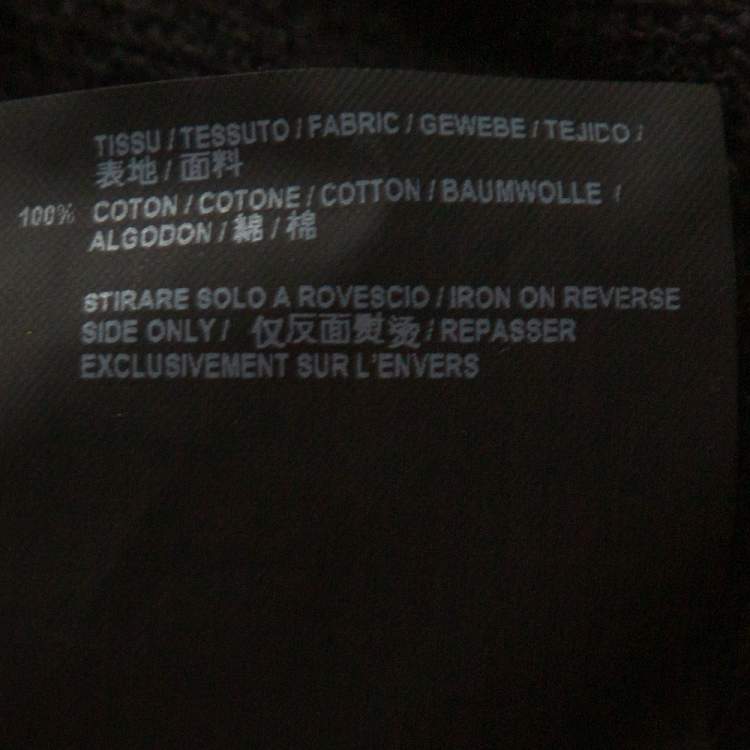 TISSU / TESSUTO / FABRIC / GEWEBE / TEJIDO /
表地 / 面料
100% COTON / COTONE / COTTON / BAUMWOLLE /
ALGODON / 綿 / 棉
STIRARE SOLO A ROVESCIO / IRON ON REVERSE
SIDE ONLY / 仅反面熨烫 / REPASSER
EXCLUSIVEMENT SUR L'ENVERS